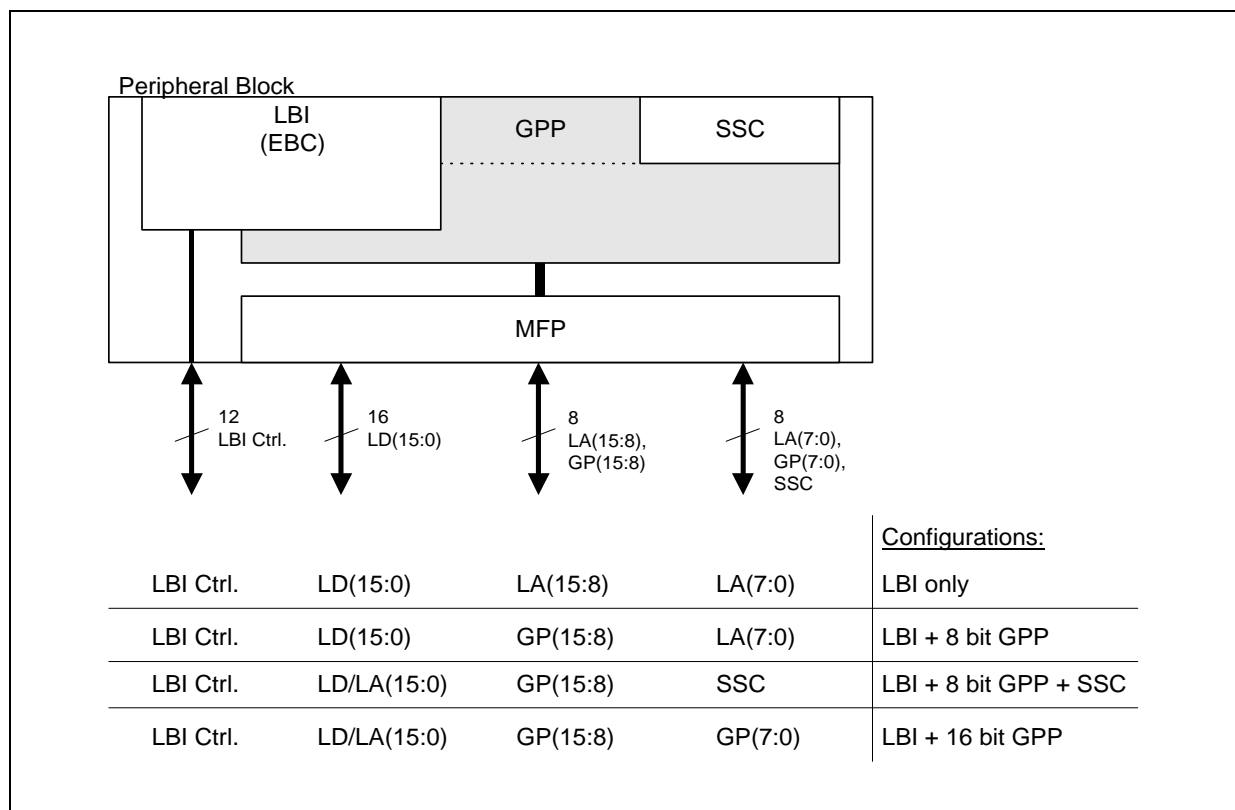 Peripheral Block
LBI
(EBC)
GPP
SSC
MFP
12
LBI Ctrl.
16
LD(15:0)
8
LA(15:8),
GP(15:8)
8
LA(7:0),
GP(7:0),
SSC
Configurations:
LBI Ctrl. LD(15:0) LA(15:8) LA(7:0) LBI only
LBI Ctrl. LD(15:0) GP(15:8) LA(7:0) LBI + 8 bit GPP
LBI Ctrl. LD/LA(15:0) GP(15:8) SSC LBI + 8 bit GPP + SSC
LBI Ctrl. LD/LA(15:0) GP(15:8) GP(7:0) LBI + 16 bit GPP